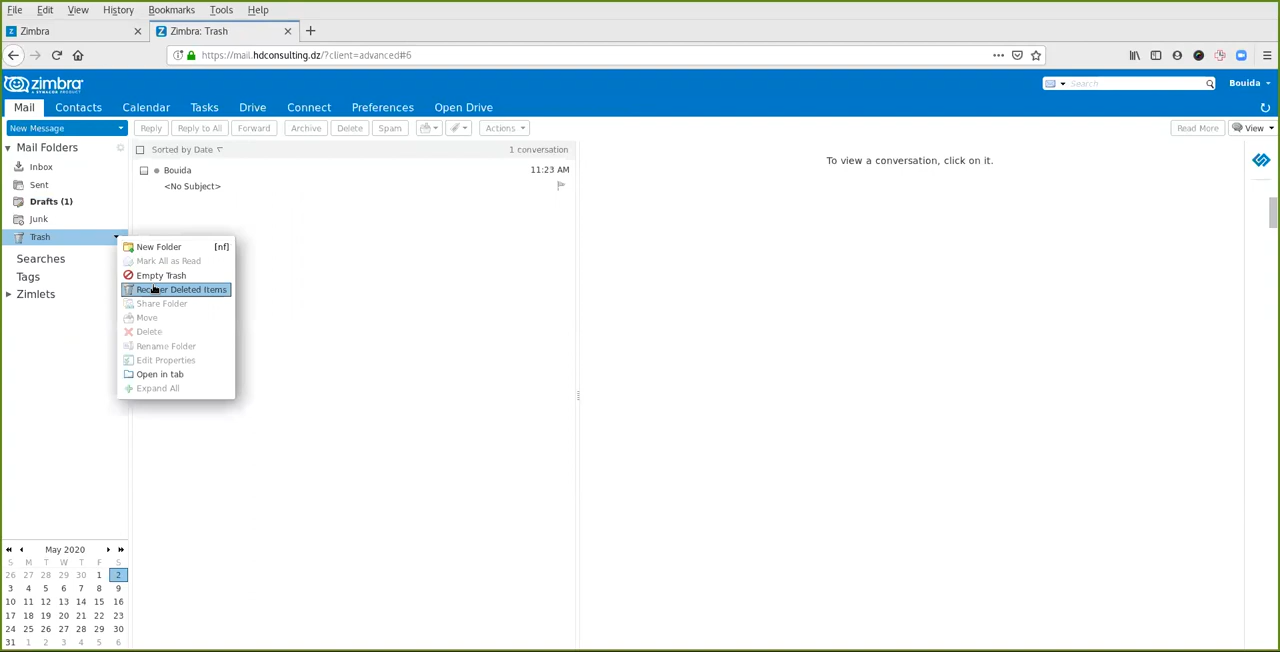 File Edit View History Bookmarks Tools Help
Zimbra
Zimbra: Trash
https://mail.hdconsulting.dz/?client=advanced#6
zimbra
A SYNACOR PRODUCT
Search
Bouida
Mail Contacts Calendar Tasks Drive Connect Preferences Open Drive
New Message Reply Reply to All Forward Archive Delete Spam Actions Read More View
Mail Folders
Inbox
Sent
Drafts (1)
Junk
Trash
Searches
Tags
Zimlets
Sorted by Date 1 conversation
Bouida 11:23 AM
<No Subject>
To view a conversation, click on it.
New Folder [nf]
Mark All as Read
Empty Trash
Deleted Items
Share Folder
Move
Delete
Rename Folder
Edit Properties
Open in tab
Expand All
May 2020
S M T W T F S
26 27 28 29 30 1 2
3 4 5 6 7 8 9
10 11 12 13 14 15 16
17 18 19 20 21 22 23
24 25 26 27 28 29 30
31 1 2 3 4 5 6